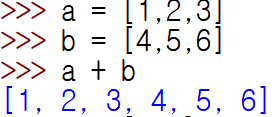 >>> a = [1,2,3]
>>> b = [4,5,6]
>>> a + b
[1, 2, 3, 4, 5, 6]